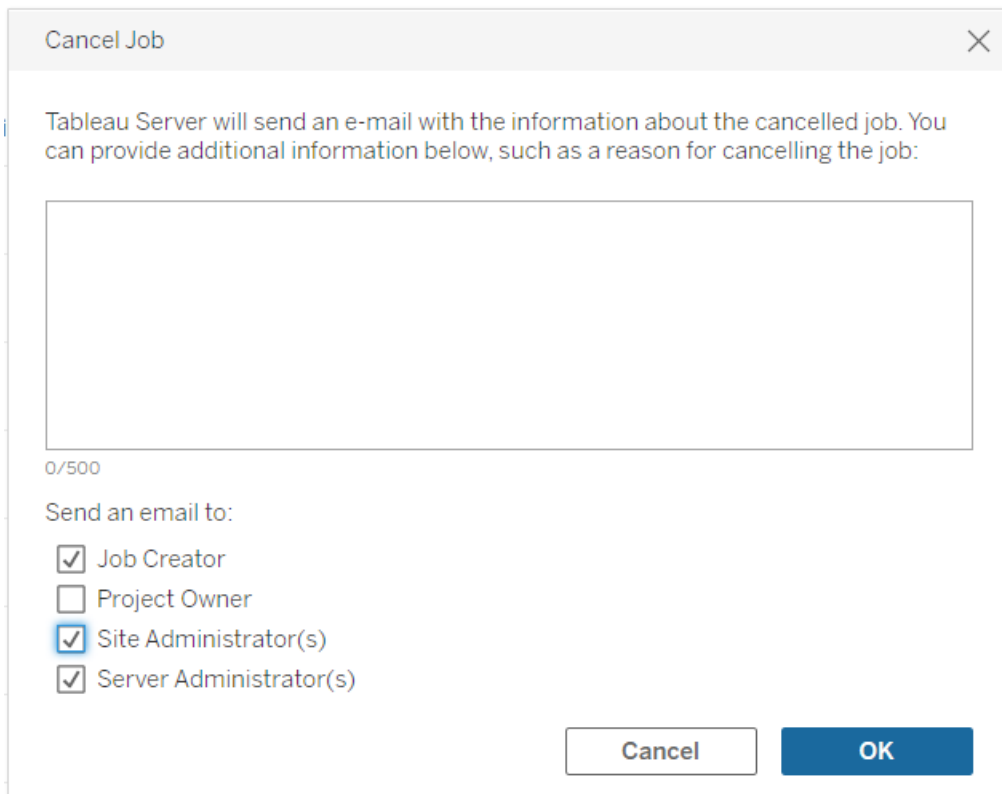 Cancel Job
Tableau Server will send an e-mail with the information about the cancelled job. You
can provide additional information below, such as a reason for cancelling the job:
0/500
Send an email to:
Job Creator
Project Owner
Site Administrator(s)
Server Administrator(s)
Cancel
OK